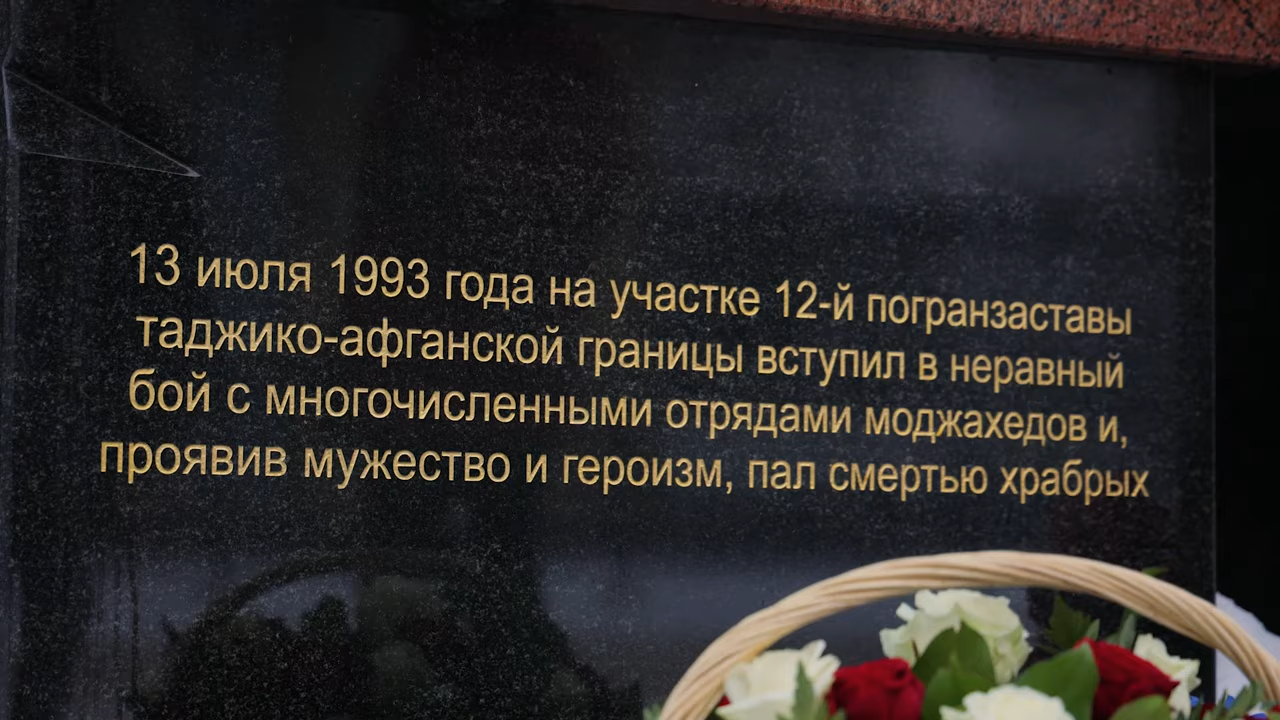 13 июля 1993 года на участке 12-й погранзаставы
таджико-афганской границы вступил в неравный
бой с многочисленными отрядами моджахедов и,
проявив мужество и героизм, пал смертью храбрых